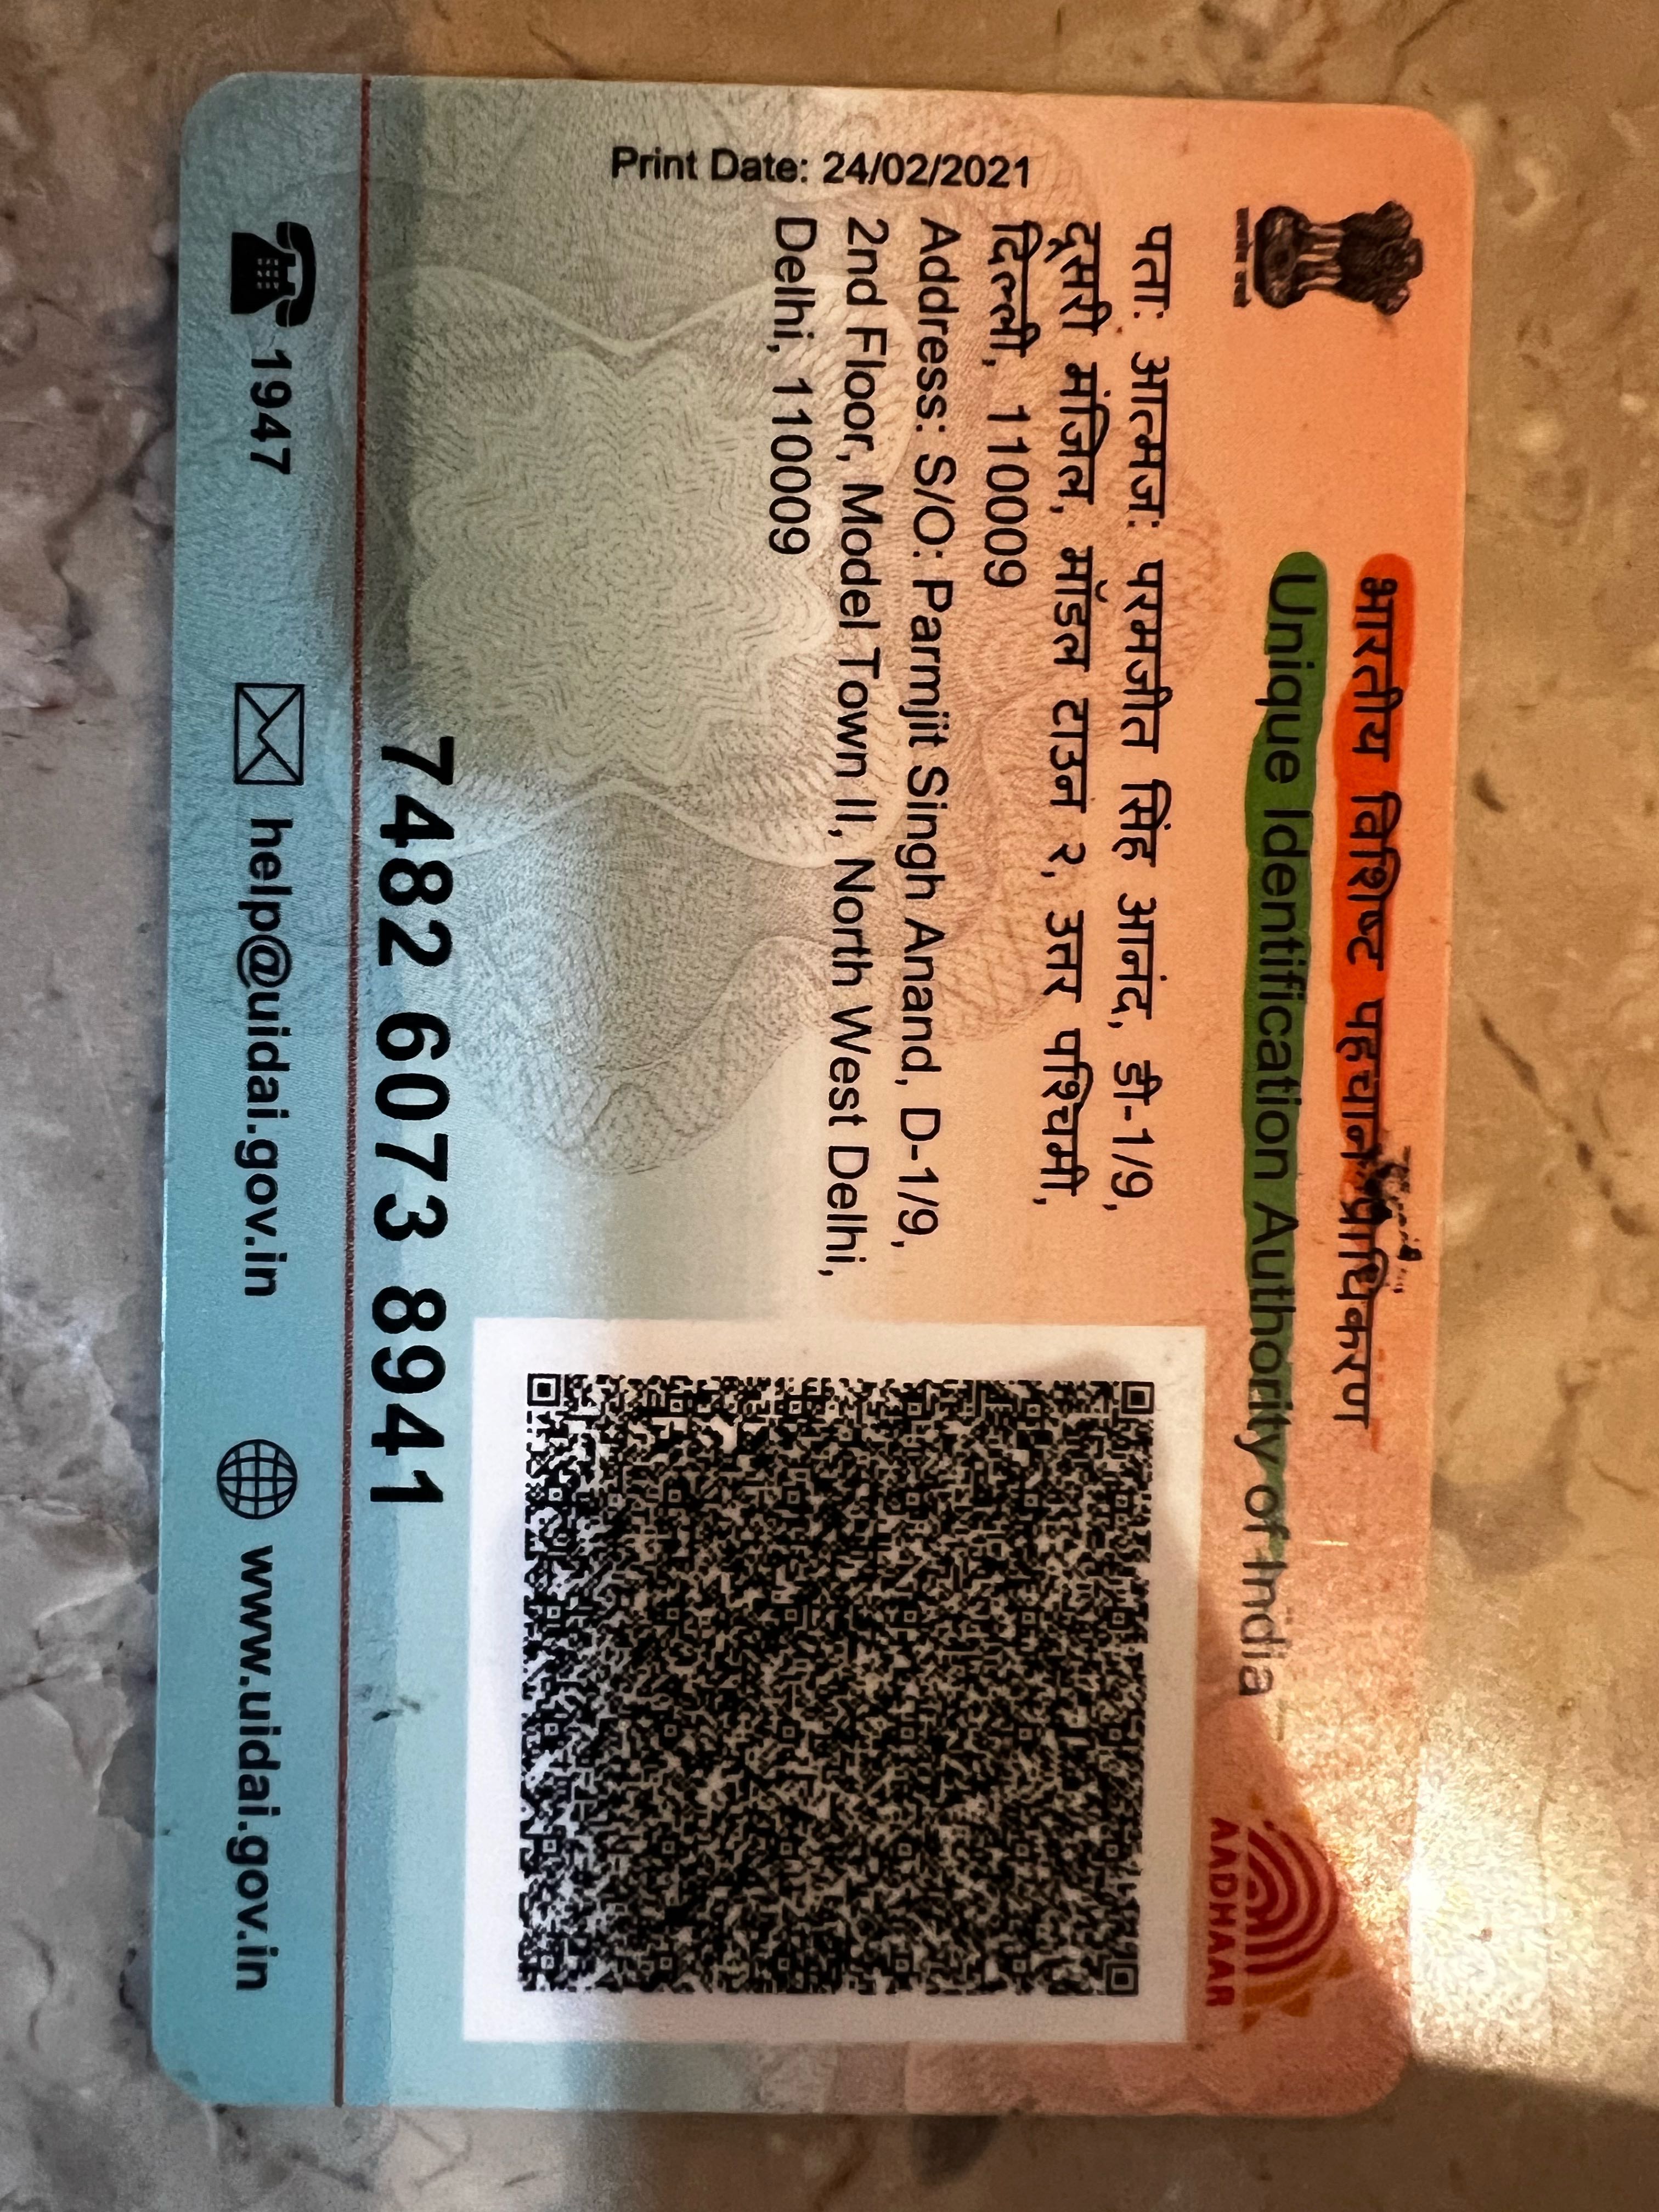 भारतीय विशिष्ट पहचान प्राधिकरण
Unique Identification Authority of India
AADHAAR
Print Date: 24/02/2021
पता: आत्मज: परमजीत सिंह आनंद, डी-1/9,
दूसरी मंजिल, मॉडल टाउन २, उत्तर पश्चिमी,
दिल्ली, 110009
Address: S/O: Parmjit Singh Anand, D-1/9,
2nd Floor, Model Town II, North West Delhi,
Delhi, 110009
7482 6073 8941
1947
help@uidai.gov.in
www.uidai.gov.in